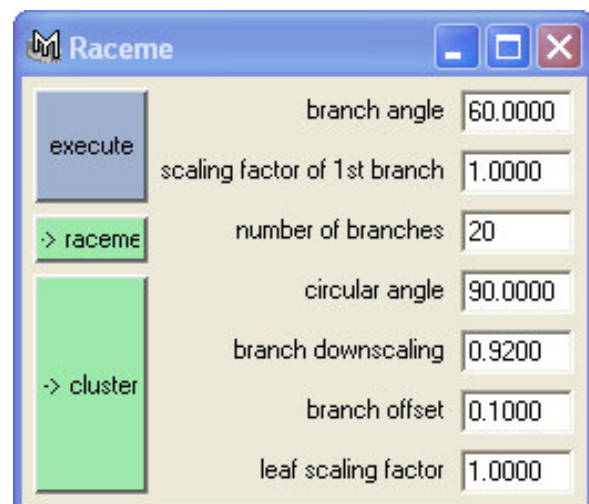 Raceme
execute
branch angle 60.0000
scaling factor of 1st branch 1.0000
-> raceme
number of branches 20
circular angle 90.0000
branch downscaling 0.9200
-> cluster
branch offset 0.1000
leaf scaling factor 1.0000